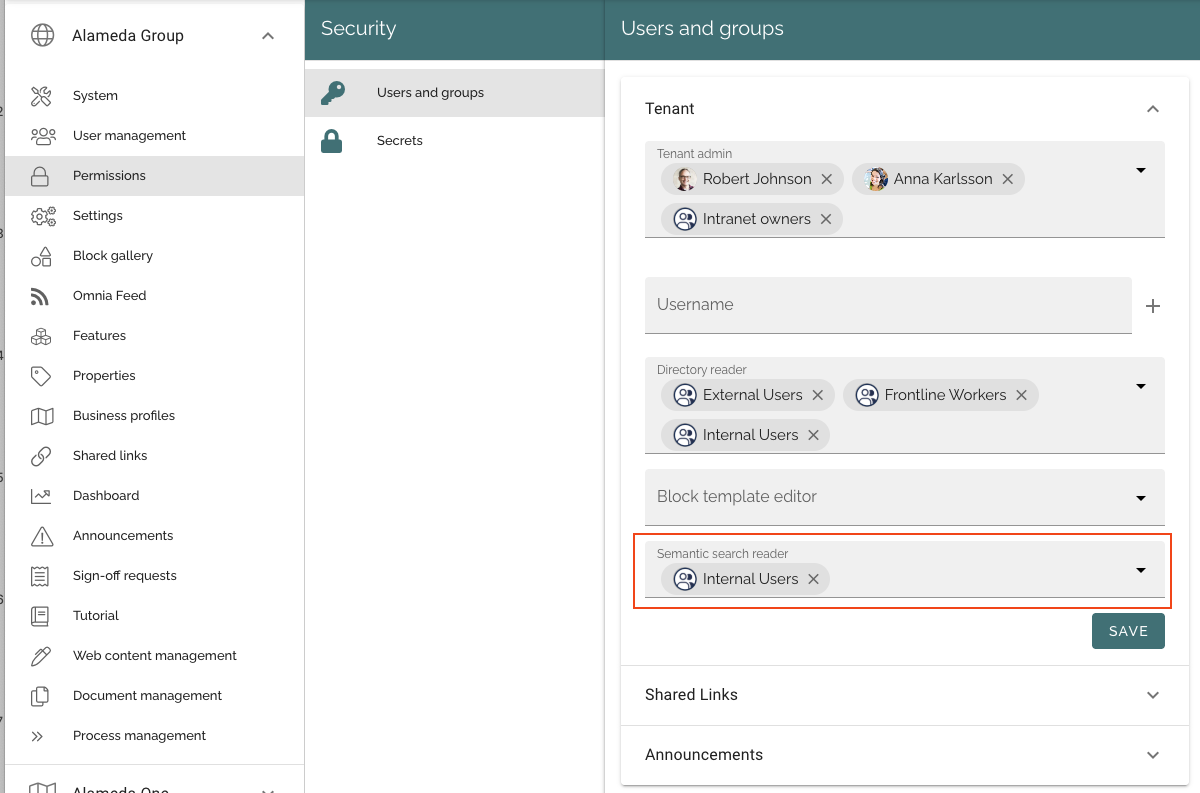 Alameda Group
System
User management
Permissions
Settings
Block gallery
Omnia Feed
Features
Properties
Business profiles
Shared links
Dashboard
Announcements
Sign-off requests
Tutorial
Web content management
Document management
Process management
Alameda One
Security
Users and groups
Secrets
Users and groups
Tenant
Tenant admin
Robert Johnson Anna Karlsson
Intranet owners
Username
Directory reader
External Users Frontline Workers
Internal Users
Block template editor
Semantic search reader
Internal Users
SAVE
Shared Links
Announcements